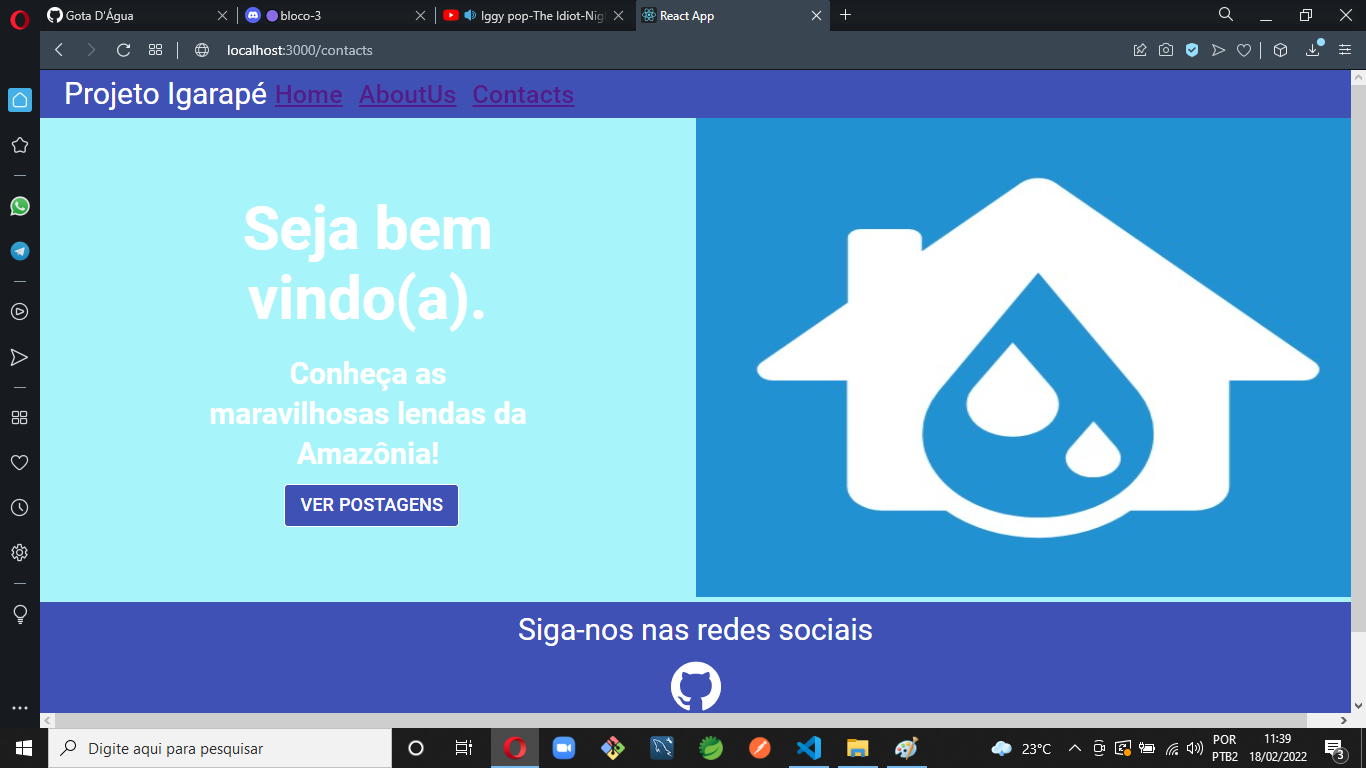 Gota D'Água
bloco-3
Iggy pop-The Idiot-Nig
React App
localhost:3000/contacts
Projeto Igarapé Home AboutUs Contacts
Seja bem
vindo(a).
Conheça as
maravilhosas lendas da
Amazônia!
VER POSTAGENS
Siga-nos nas redes sociais
Digite aqui para pesquisar
23°C
POR
PTB2
11:39
18/02/2022
3